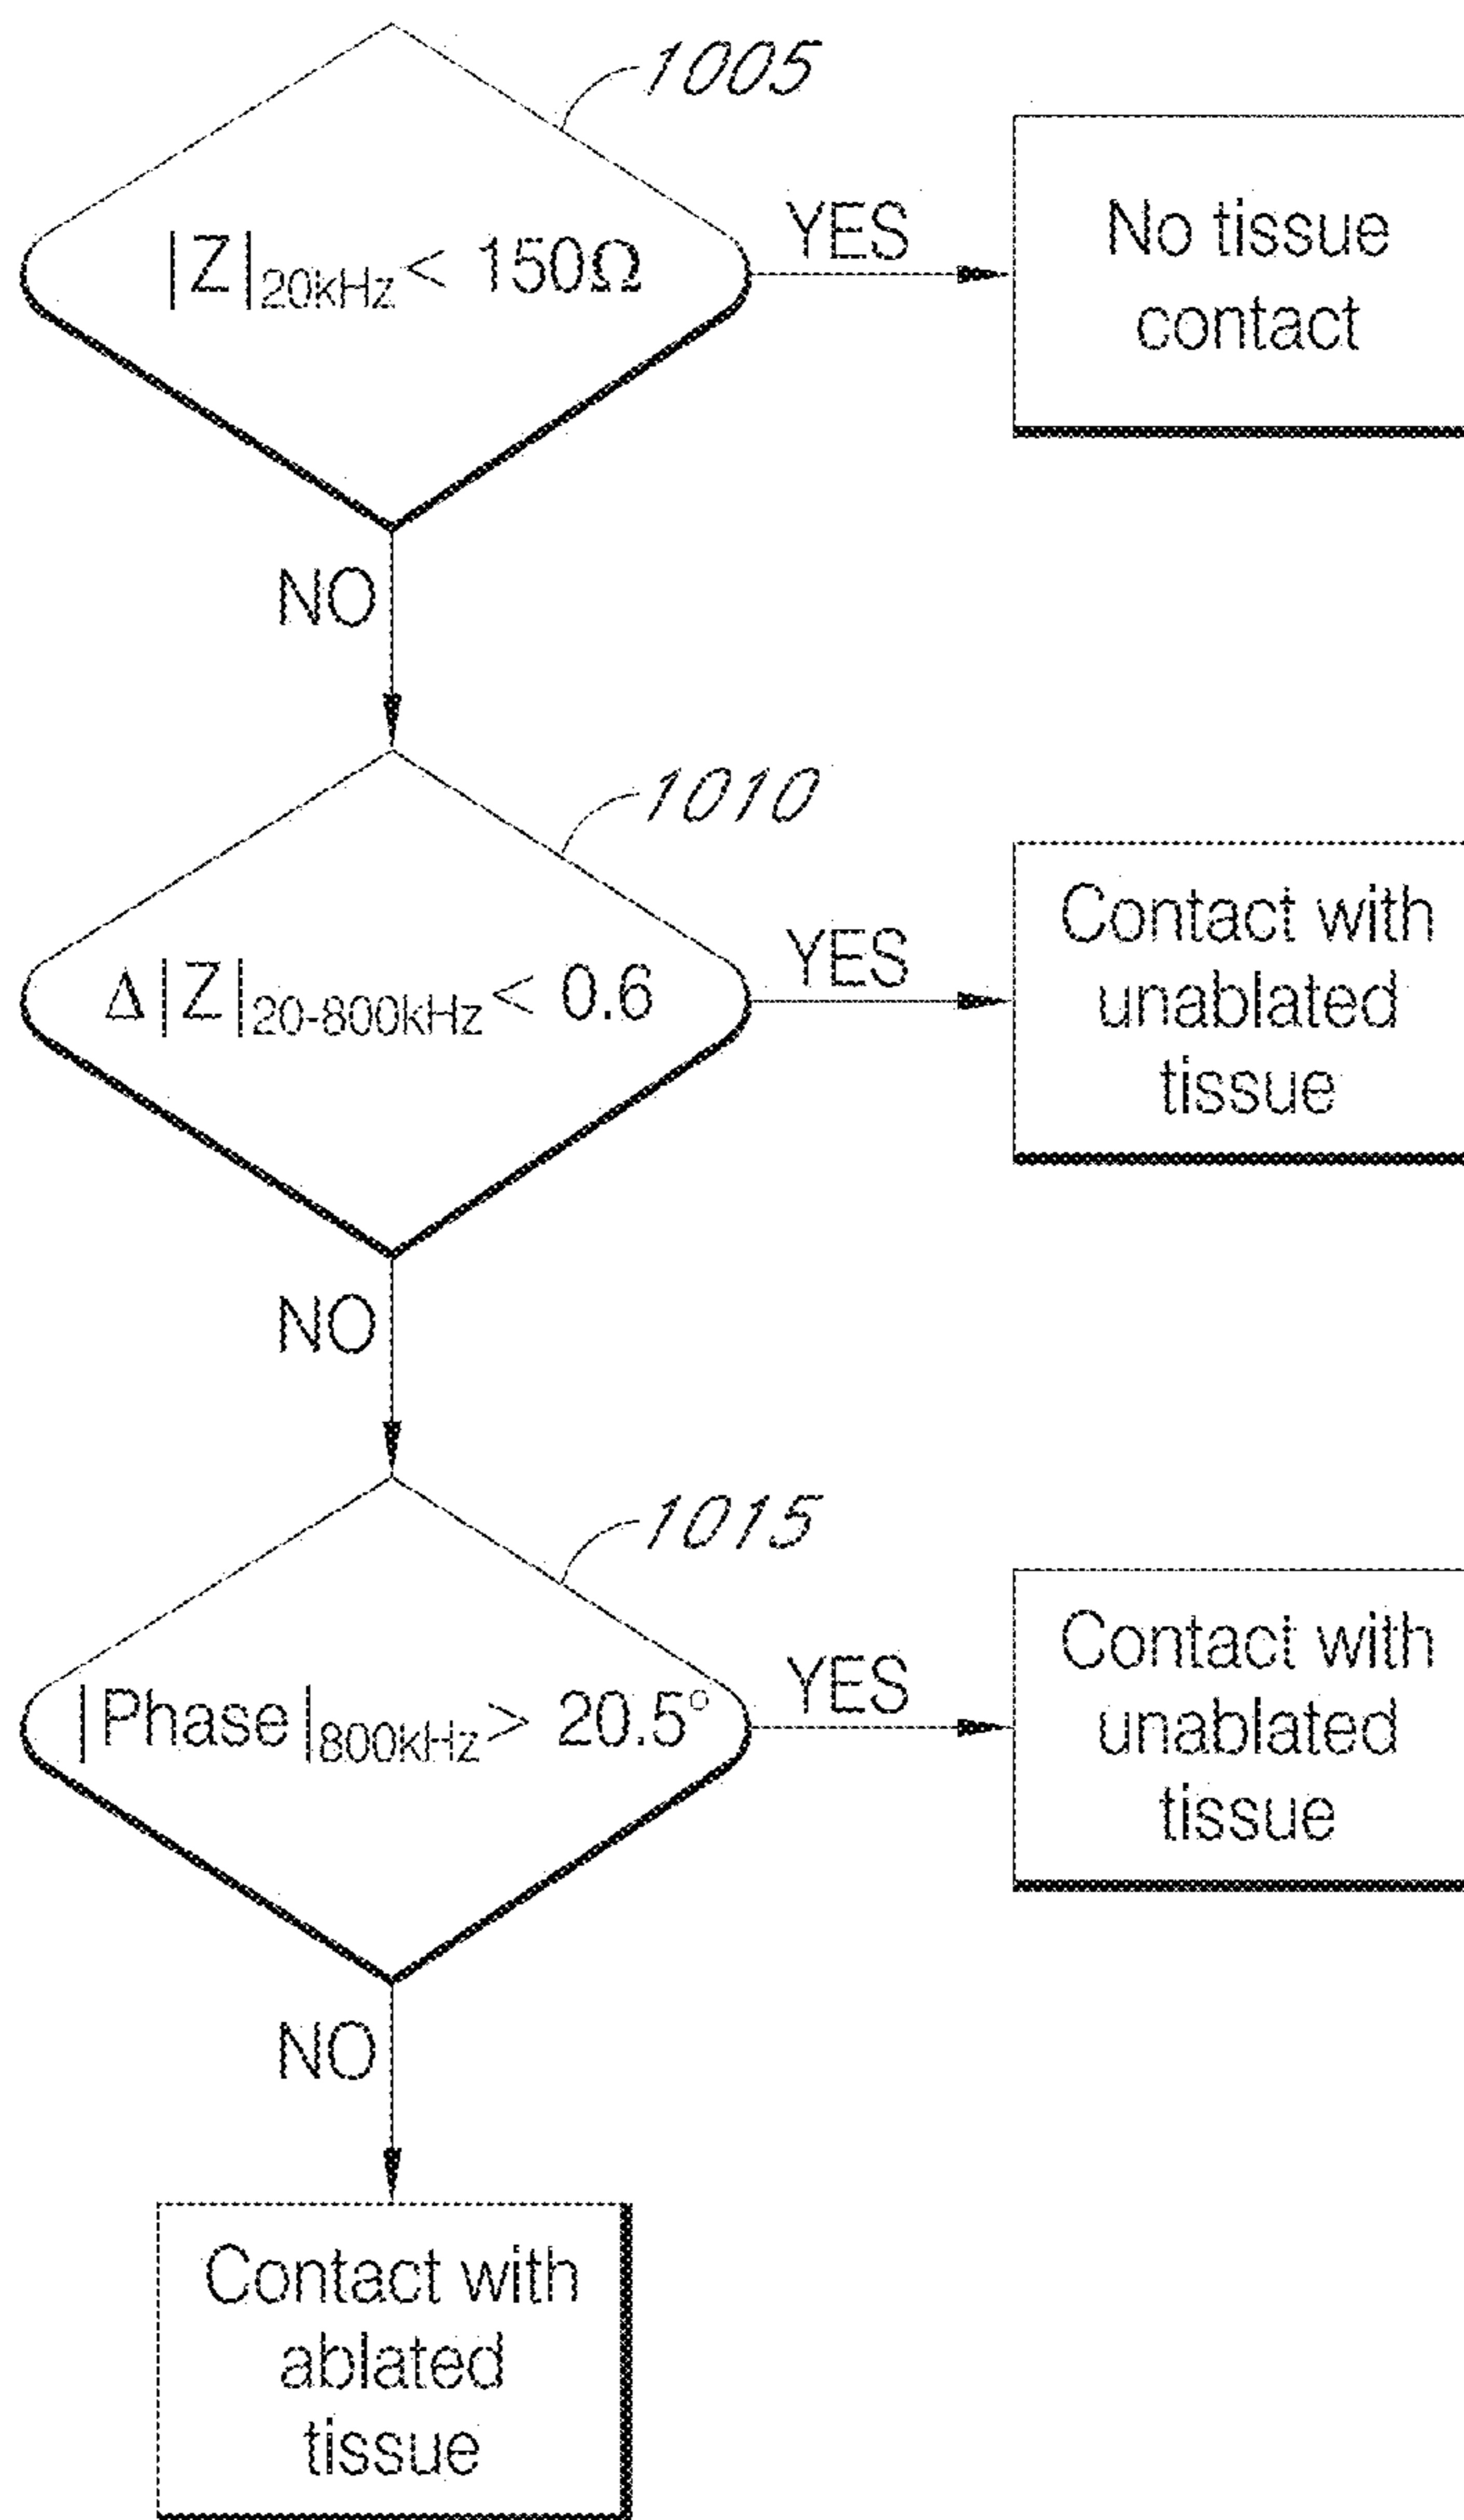 1005
|Z|20kHz < 150Ω
YES
No tissue
contact
NO
1010
Δ|Z|20-800kHz < 0.6
YES
Contact with
unablated
tissue
NO
1015
|Phase|800kHz > 20.5°
YES
Contact with
unablated
tissue
NO
Contact with
ablated
tissue